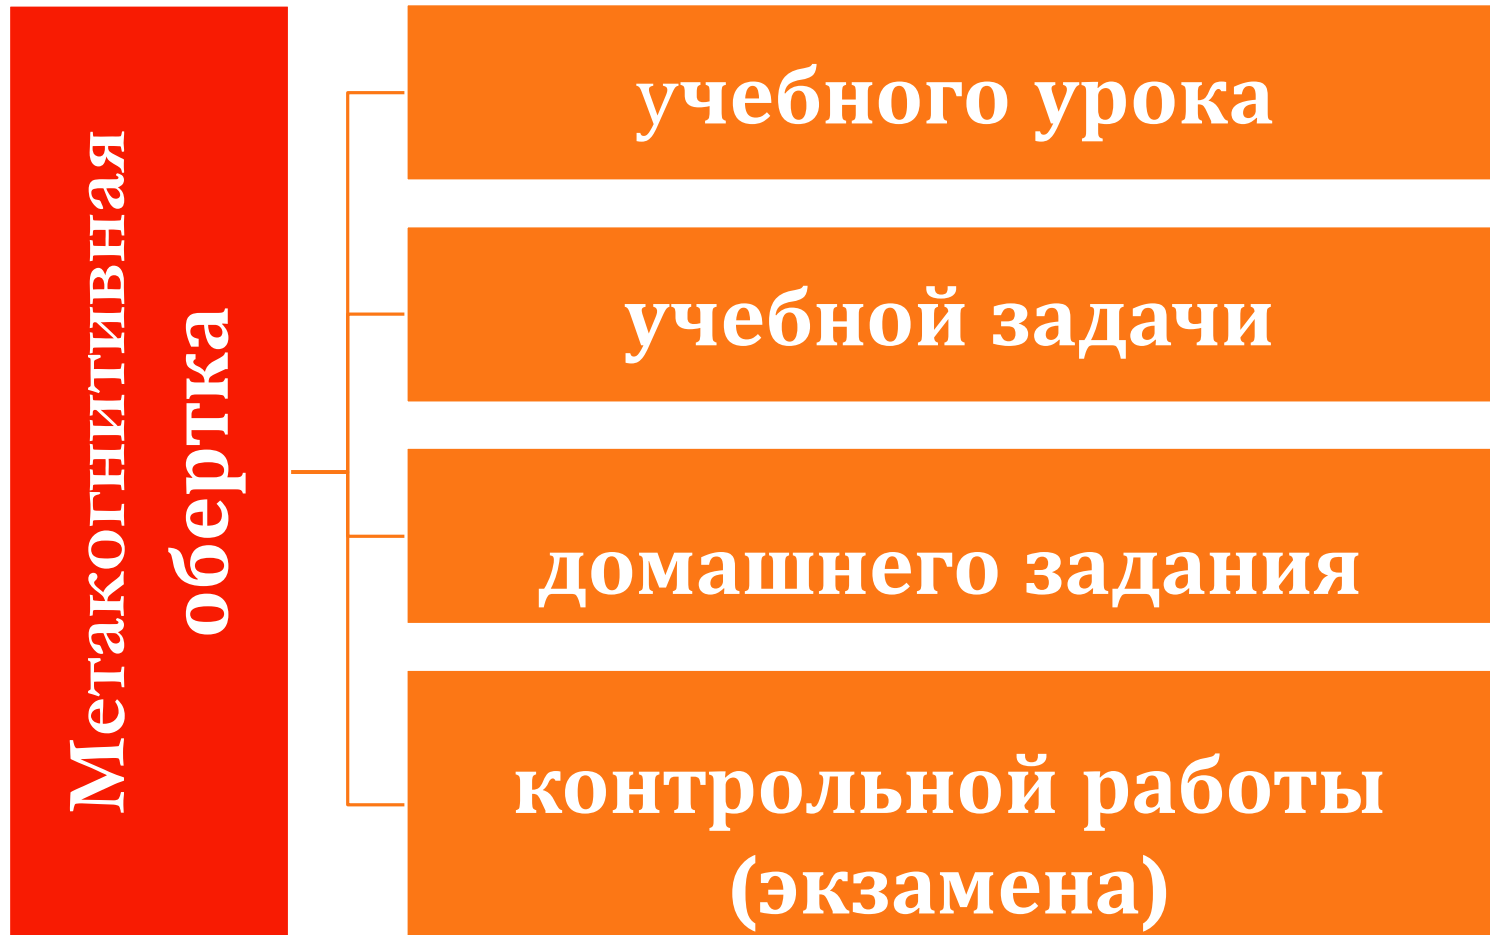 Метакогнитивная
обертка
учебного урока
учебной задачи
домашнего задания
контрольной работы
(экзамена)